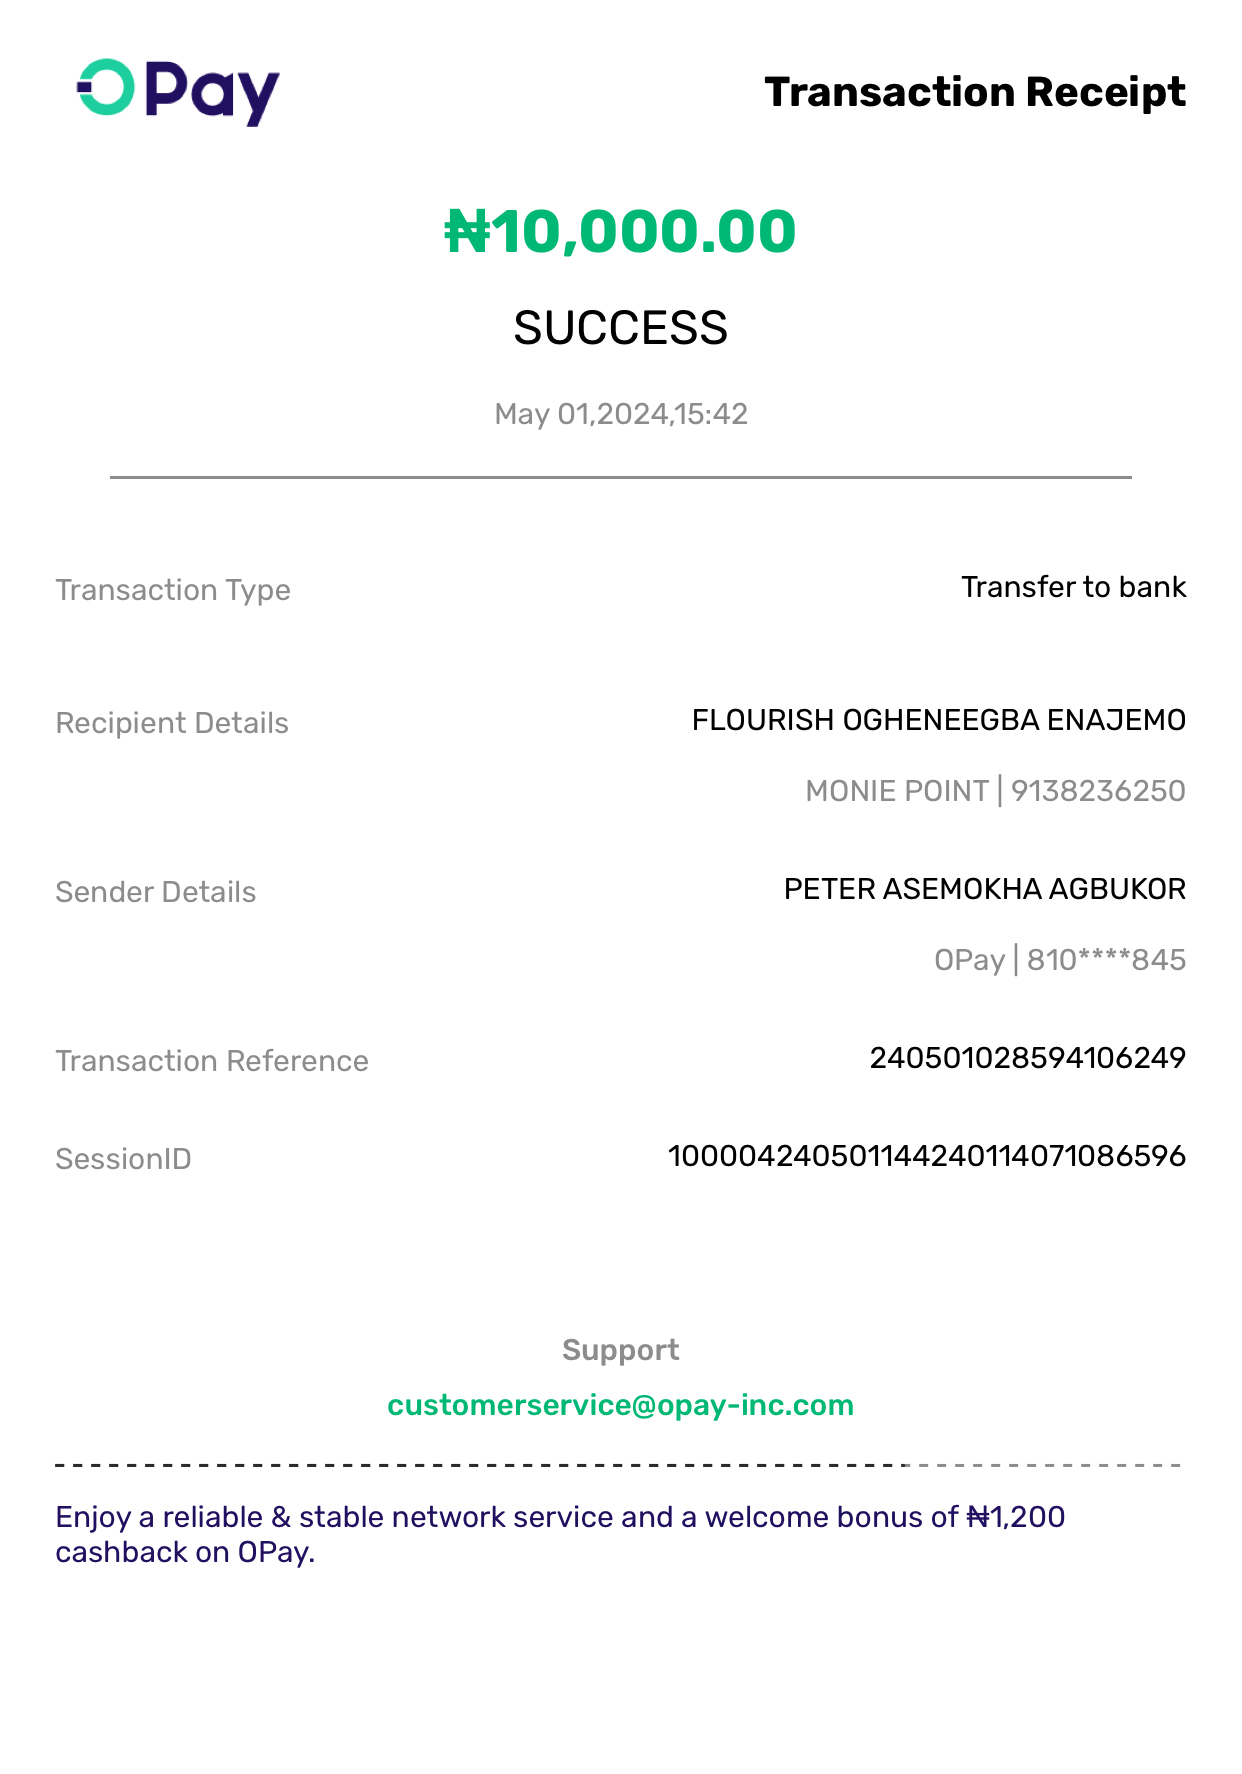 OPay
Transaction Receipt
₦10,000.00
SUCCESS
May 01,2024,15:42
Transaction Type
Transfer to bank
Recipient Details
FLOURISH OGHENEEGBA ENAJEMO
MONIE POINT | 9138236250
Sender Details
PETER ASEMOKHA AGBUKOR
OPay | 810****845
Transaction Reference
240501028594106249
SessionID
100004240501144240114071086596
Support
customerservice@opay-inc.com
Enjoy a reliable & stable network service and a welcome bonus of ₦1,200
cashback on OPay.